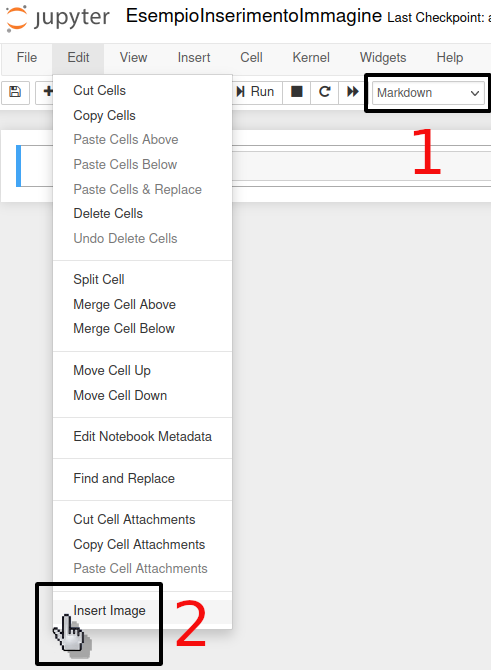 jupyter EsempioInserimentoImmagine Last Checkpoint: a
File Edit View Insert Cell Kernel Widgets Help
Run Markdown
1
Cut Cells
Copy Cells
Paste Cells Above
Paste Cells Below
Paste Cells & Replace
Delete Cells
Undo Delete Cells
Split Cell
Merge Cell Above
Merge Cell Below
Move Cell Up
Move Cell Down
Edit Notebook Metadata
Find and Replace
Cut Cell Attachments
Copy Cell Attachments
Paste Cell Attachments
Insert Image
2